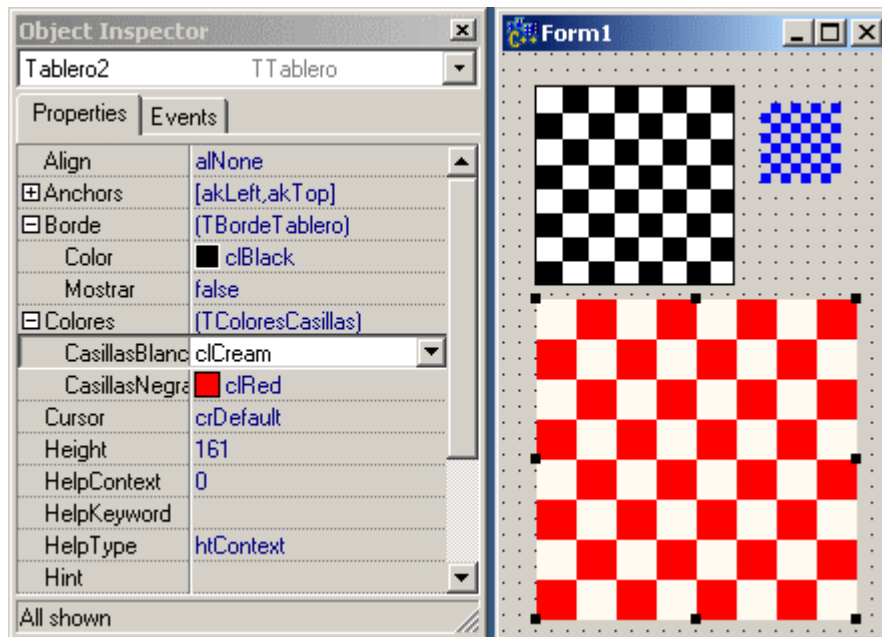 Object Inspector
Tablero2 TTablero
Properties Events
Align alNone
Anchors [akLeft,akTop]
Borde (TBordeTablero)
Color clBlack
Mostrar false
Colores (TColoresCasillas)
CasillasBlanc clCream
CasillasNegra clRed
Cursor crDefault
Height 161
HelpContext 0
HelpKeyword
HelpType htContext
Hint
All shown
Form1